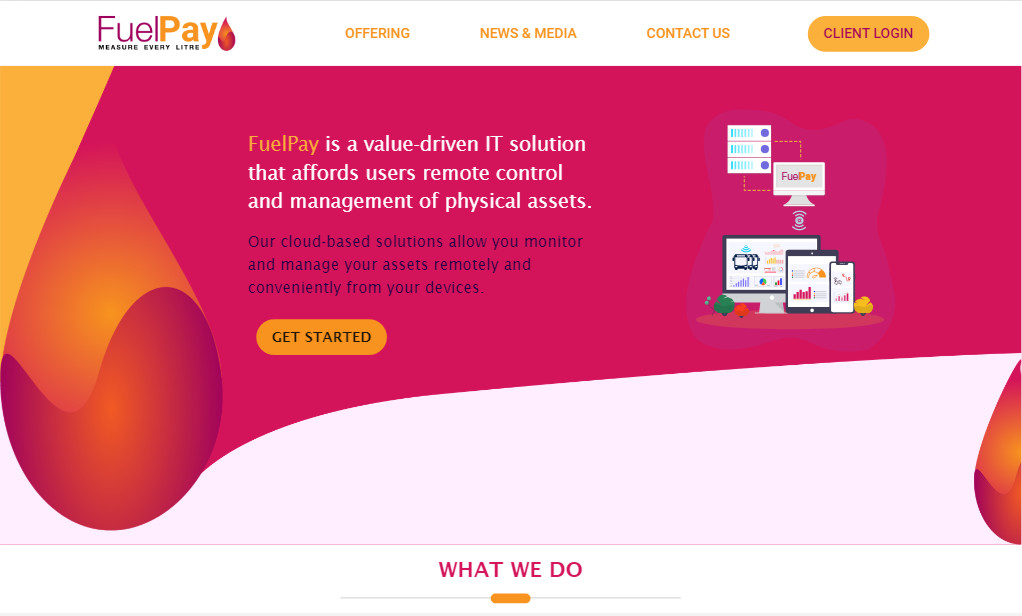 FuelPay
MEASURE EVERY LITRE
OFFERING
NEWS & MEDIA
CONTACT US
CLIENT LOGIN
FuelPay is a value-driven IT solution
that affords users remote control
and management of physical assets.
Our cloud-based solutions allow you monitor
and manage your assets remotely and
conveniently from your devices.
GET STARTED
FuelPay
WHAT WE DO